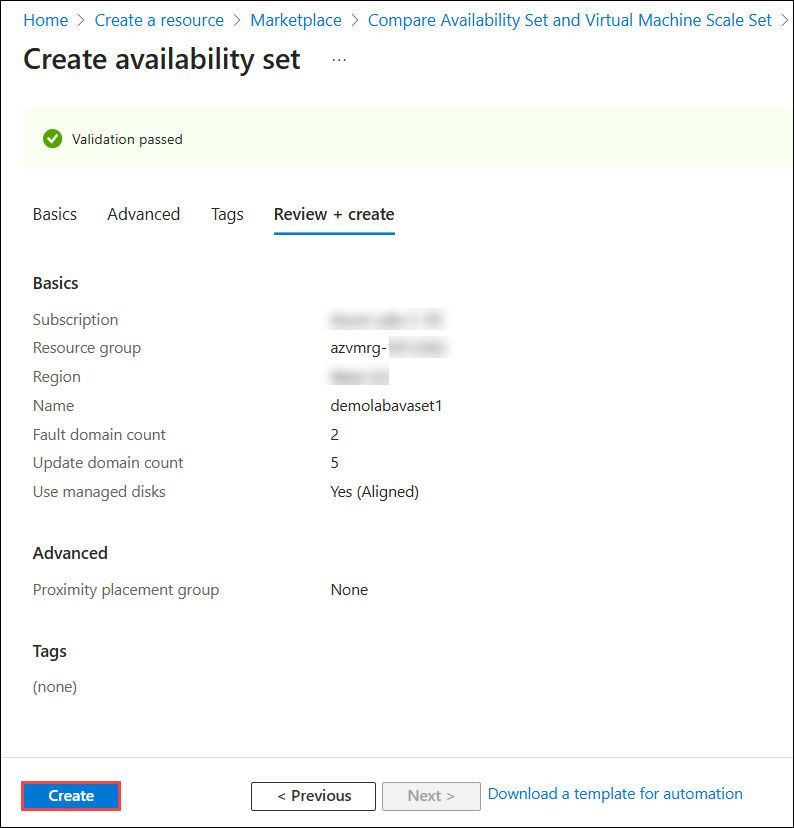 Home > Create a resource > Marketplace > Compare Availability Set and Virtual Machine Scale Set >
Create availability set ...
Validation passed
Basics Advanced Tags Review + create
Basics
Subscription
Resource group azvmrg-
Region
Name demolabavaset1
Fault domain count 2
Update domain count 5
Use managed disks Yes (Aligned)
Advanced
Proximity placement group None
Tags
(none)
Create < Previous Next > Download a template for automation